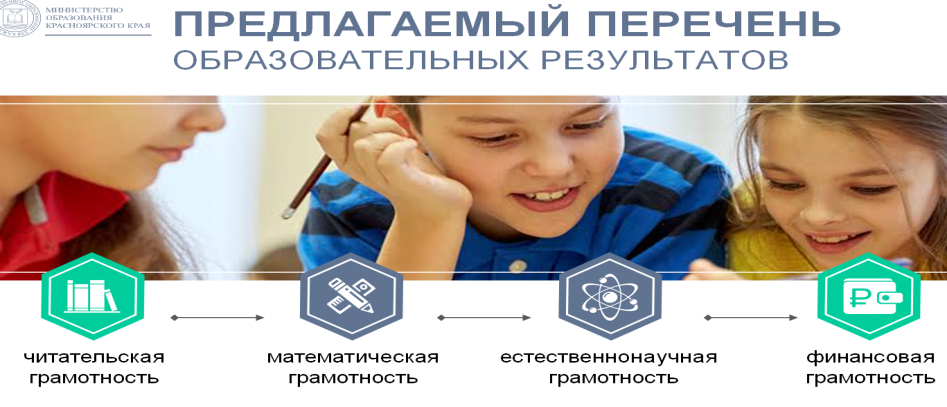 МИНИСТЕРСТВО
ОБРАЗОВАНИЯ
КРАСНОЯРСКОГО КРАЯ
ПРЕДЛАГАЕМЫЙ ПЕРЕЧЕНЬ
ОБРАЗОВАТЕЛЬНЫХ РЕЗУЛЬТАТОВ
читательская
грамотность
математическая
грамотность
естественнонаучная
грамотность
финансовая
грамотность